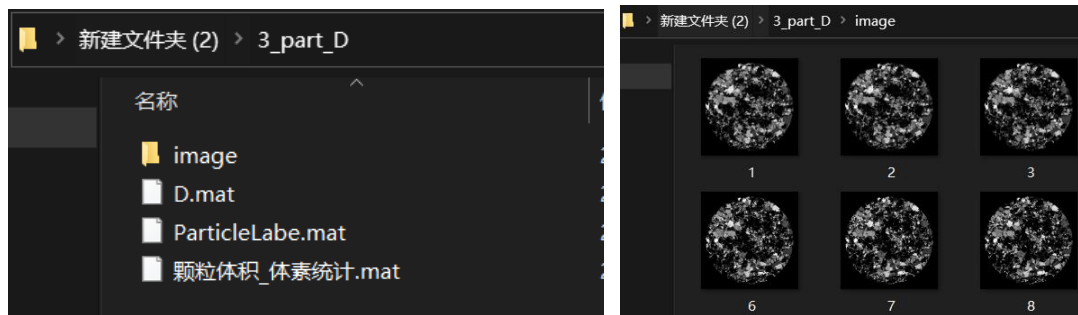 新建文件夹 (2) > 3_part_D
名称
image
D.mat
ParticleLabe.mat
颗粒体积_体素统计.mat
新建文件夹 (2) > 3_part_D > image
1 2 3
6 7 8